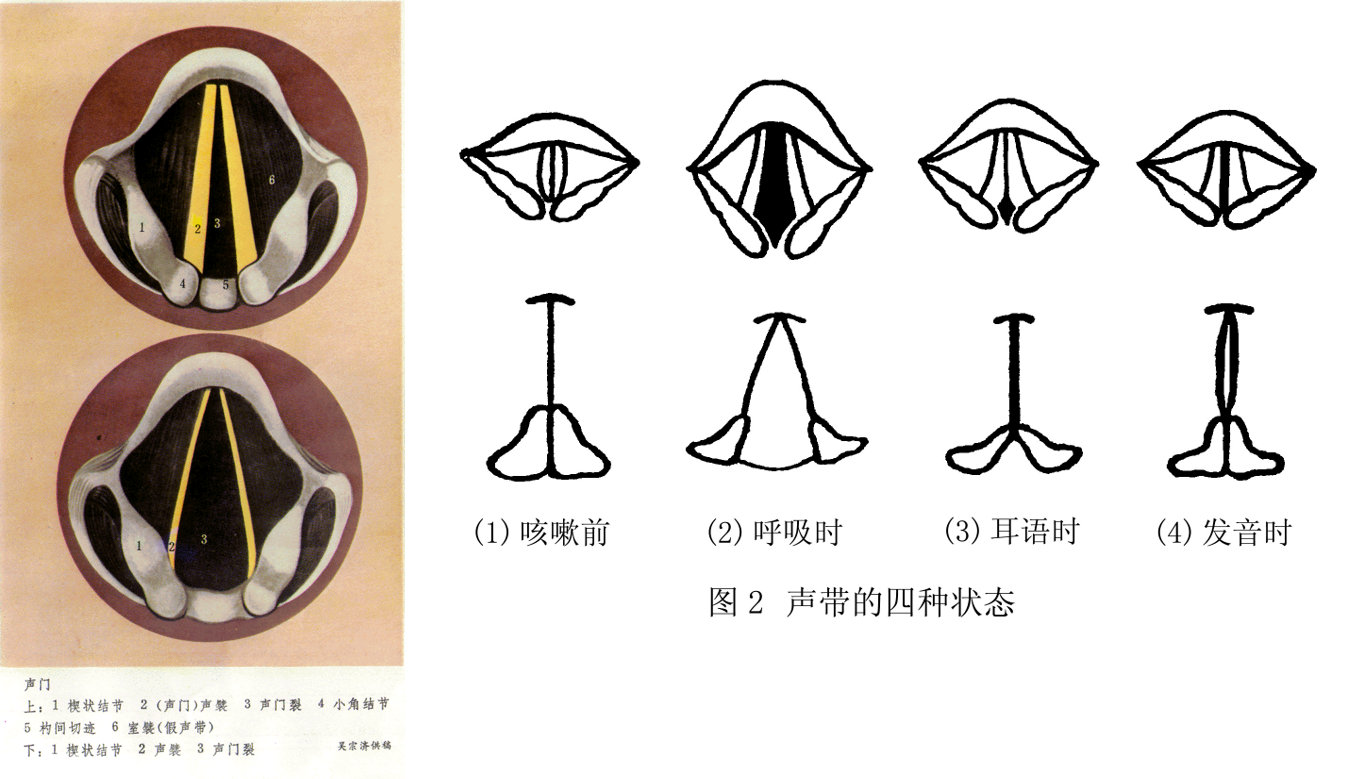 1
2
3
6
4
5
1
2
3
声门
上：1 楔状结节 2 (声门)声襞 3 声门裂 4 小角结节
5 杓间切迹 6 室襞(假声带)
下：1 楔状结节 2 声襞 3 声门裂
吴宗济供稿
(1) 咳嗽前
(2) 呼吸时
(3) 耳语时
(4) 发音时
图 2 声带的四种状态